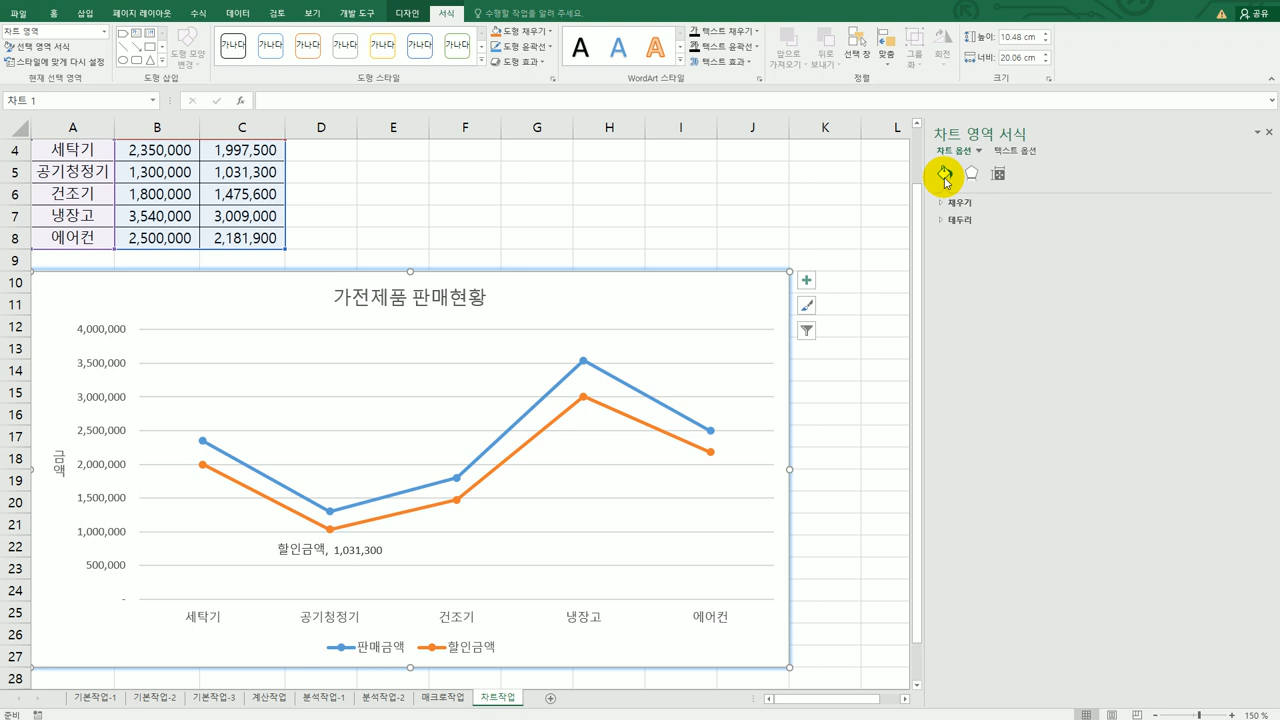 파일 홈 삽입 페이지 레이아웃 수식 데이터 검토 보기 개발 도구 디자인 서식 수행할 작업을 알려 주세요. 공유
차트 영역
선택 영역 서식
스타일에 맞게 다시 설정
현재 선택 영역
도형 모양
변경
도형 삽입
가나다 가나다 가나다 가나다 가나다 가나다 가나다
도형 채우기
도형 윤곽선
도형 효과
도형 스타일
A A A
텍스트 채우기
텍스트 윤곽선
텍스트 효과
WordArt 스타일
앞으로
가져오기
뒤로
보내기
선택 창
맞춤
그룹
화
회전
정렬
높이: 10.48 cm
너비: 20.06 cm
크기
차트 1
fx
A B C D E F G H I J K L
4 세탁기 2,350,000 1,997,500
5 공기청정기 1,300,000 1,031,300
6 건조기 1,800,000 1,475,600
7 냉장고 3,540,000 3,009,000
8 에어컨 2,500,000 2,181,900
9
10
11
12
13
14
15
16
17
18
19
20
21
22
23
24
25
26
27
28
가전제품 판매현황
4,000,000
3,500,000
3,000,000
2,500,000
2,000,000
1,500,000
1,000,000
500,000
-
금액
할인금액, 1,031,300
세탁기 공기청정기 건조기 냉장고 에어컨
판매금액 할인금액
차트 영역 서식
차트 옵션 텍스트 옵션
채우기
테두리
기본작업-1 기본작업-2 기본작업-3 계산작업 분석작업-1 분석작업-2 매크로작업 차트작업
준비
150 %